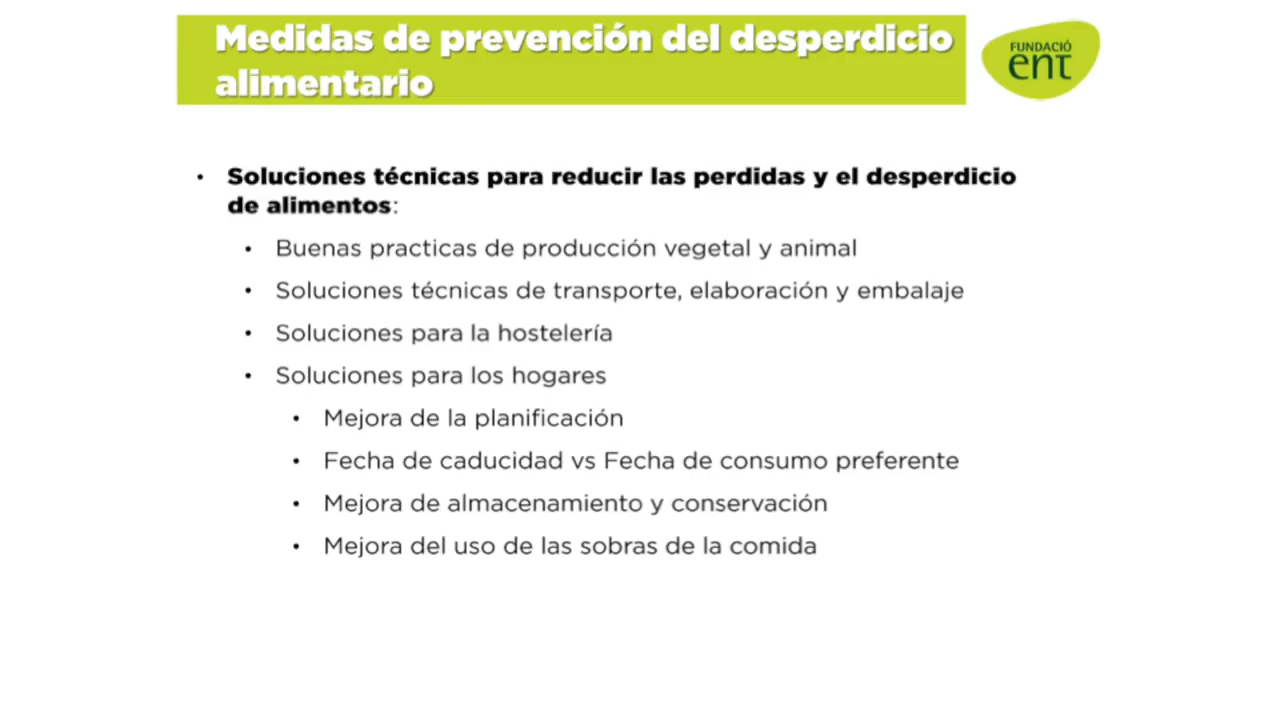 Medidas de prevención del desperdicio
alimentario
FUNDACIÓ
ent
• Soluciones técnicas para reducir las perdidas y el desperdicio
de alimentos:
• Buenas practicas de producción vegetal y animal
• Soluciones técnicas de transporte, elaboración y embalaje
• Soluciones para la hostelería
• Soluciones para los hogares
• Mejora de la planificación
• Fecha de caducidad vs Fecha de consumo preferente
• Mejora de almacenamiento y conservación
• Mejora del uso de las sobras de la comida